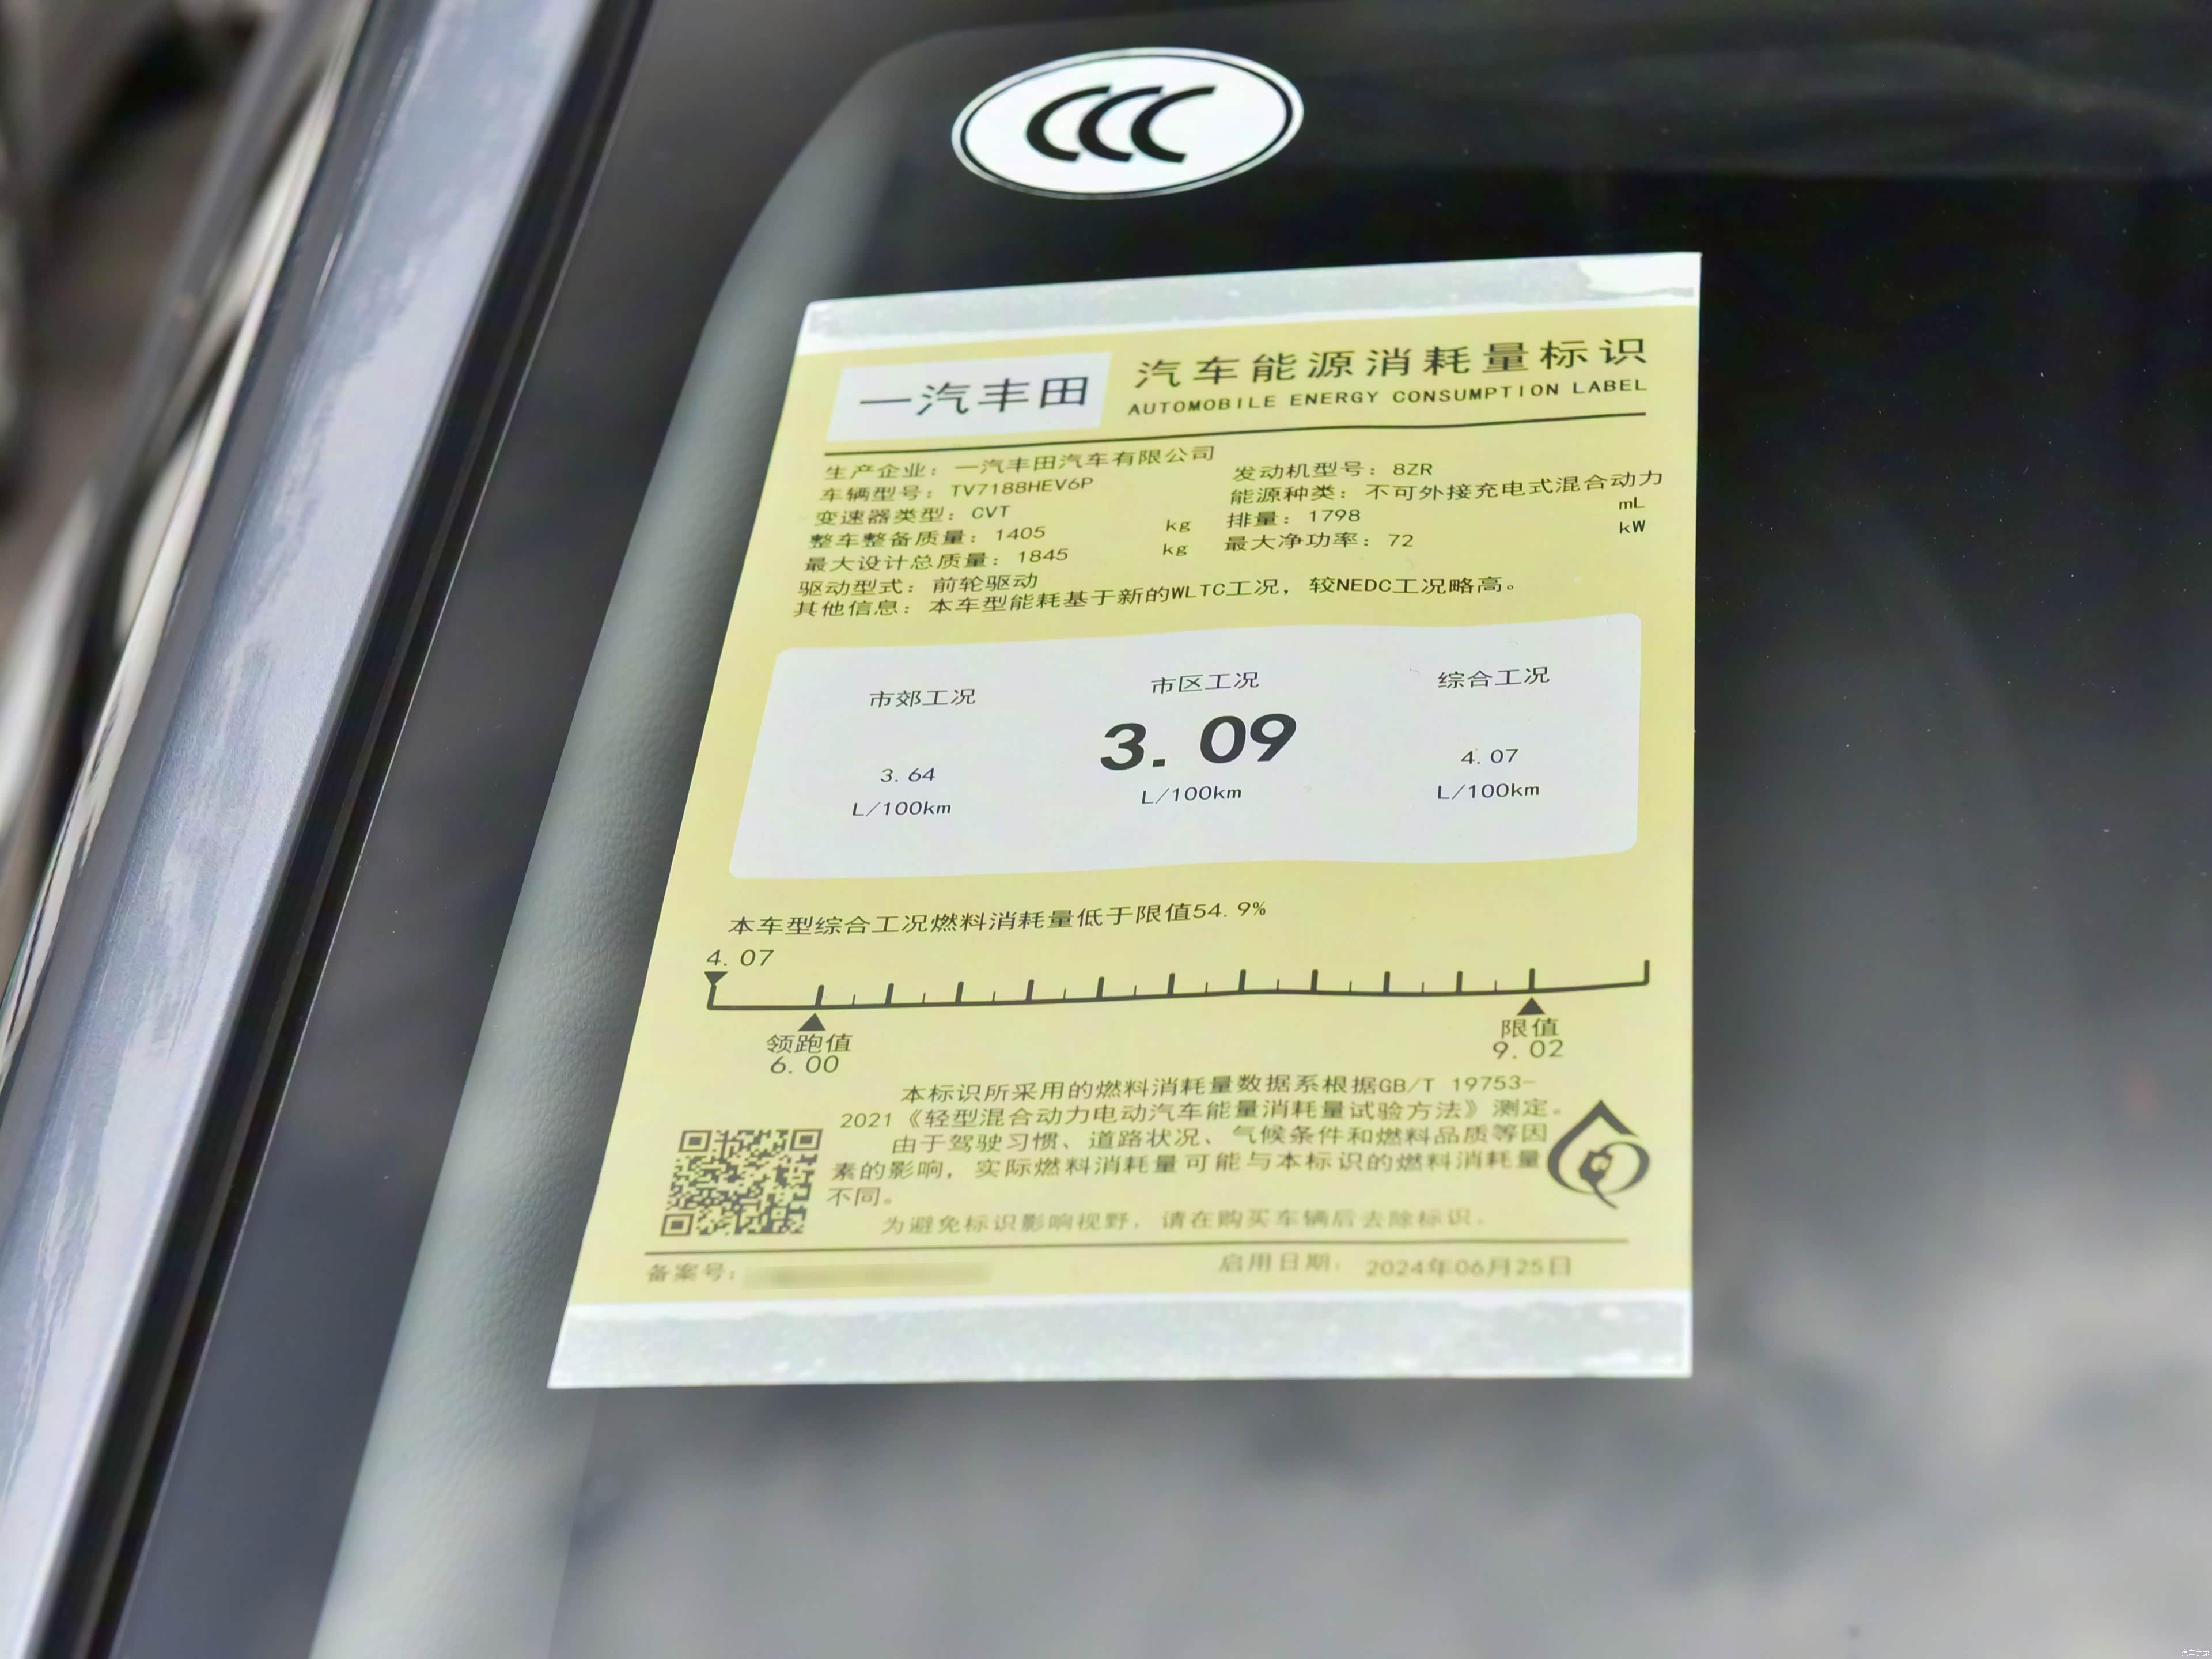 CCC
一汽丰田
汽车能源消耗量标识
AUTOMOBILE ENERGY CONSUMPTION LABEL
生产企业：一汽丰田汽车有限公司
车辆型号：TV7188HEV6P
发动机型号：8ZR
变速器类型：CVT
能源种类：不可外接充电式混合动力
整车整备质量：1405 kg
排量：1798 mL
最大设计总质量：1845 kg
最大净功率：72 kW
驱动型式：前轮驱动
其他信息：本车型能耗基于新的WLTC工况，较NEDC工况略高。
市郊工况 市区工况 综合工况
3.64 3.09 4.07
L/100km L/100km L/100km
本车型综合工况燃料消耗量低于限值54.9%
4.07
领跑值 限值
6.00 9.02
本标识所采用的燃料消耗量数据系根据GB/T 19753-
2021《轻型混合动力电动汽车能量消耗量试验方法》测定。
由于驾驶习惯、道路状况、气候条件和燃料品质等因
素的影响，实际燃料消耗量可能与本标识的燃料消耗量
不同。
为避免标识影响视野，请在购买车辆后去除标识。
备案号： 启用日期：2024年06月25日
汽车之家